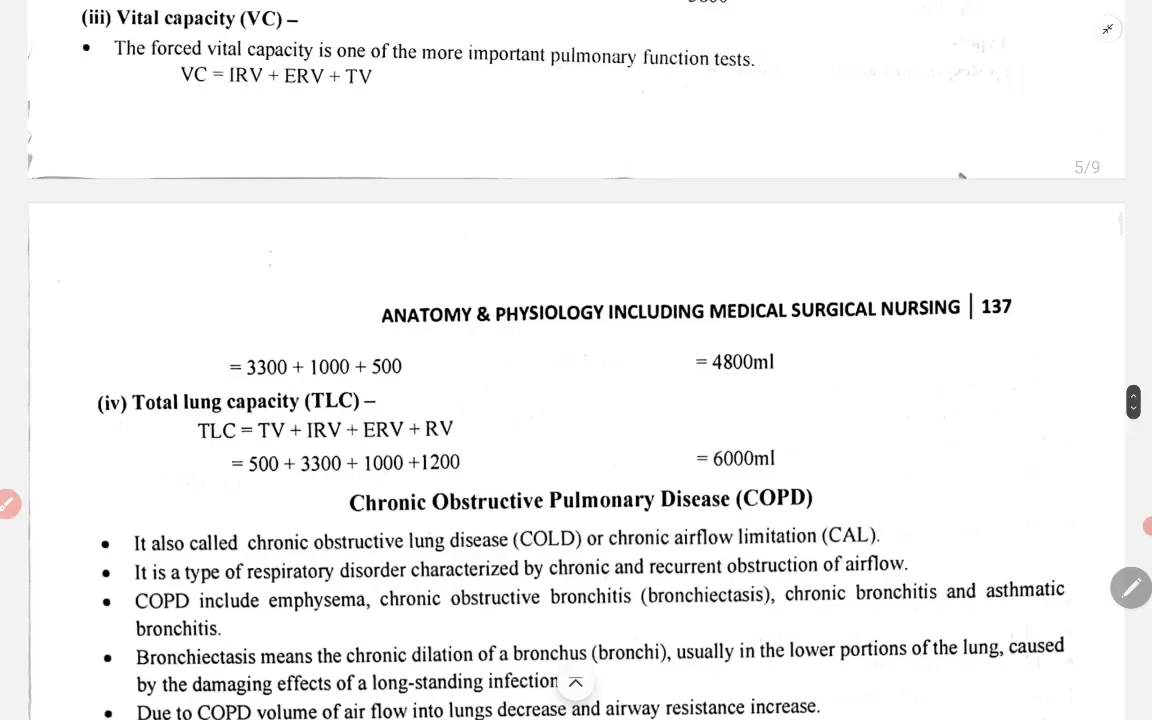 (iii) Vital capacity (VC) –
• The forced vital capacity is one of the more important pulmonary function tests.
VC = IRV + ERV + TV
5/9
ANATOMY & PHYSIOLOGY INCLUDING MEDICAL SURGICAL NURSING | 137
= 3300 + 1000 + 500 = 4800ml
(iv) Total lung capacity (TLC) –
TLC = TV + IRV + ERV + RV
= 500 + 3300 + 1000 +1200 = 6000ml
Chronic Obstructive Pulmonary Disease (COPD)
• It also called chronic obstructive lung disease (COLD) or chronic airflow limitation (CAL).
• It is a type of respiratory disorder characterized by chronic and recurrent obstruction of airflow.
• COPD include emphysema, chronic obstructive bronchitis (bronchiectasis), chronic bronchitis and asthmatic
bronchitis.
• Bronchiectasis means the chronic dilation of a bronchus (bronchi), usually in the lower portions of the lung, caused
by the damaging effects of a long-standing infection
• Due to COPD volume of air flow into lungs decrease and airway resistance increase.